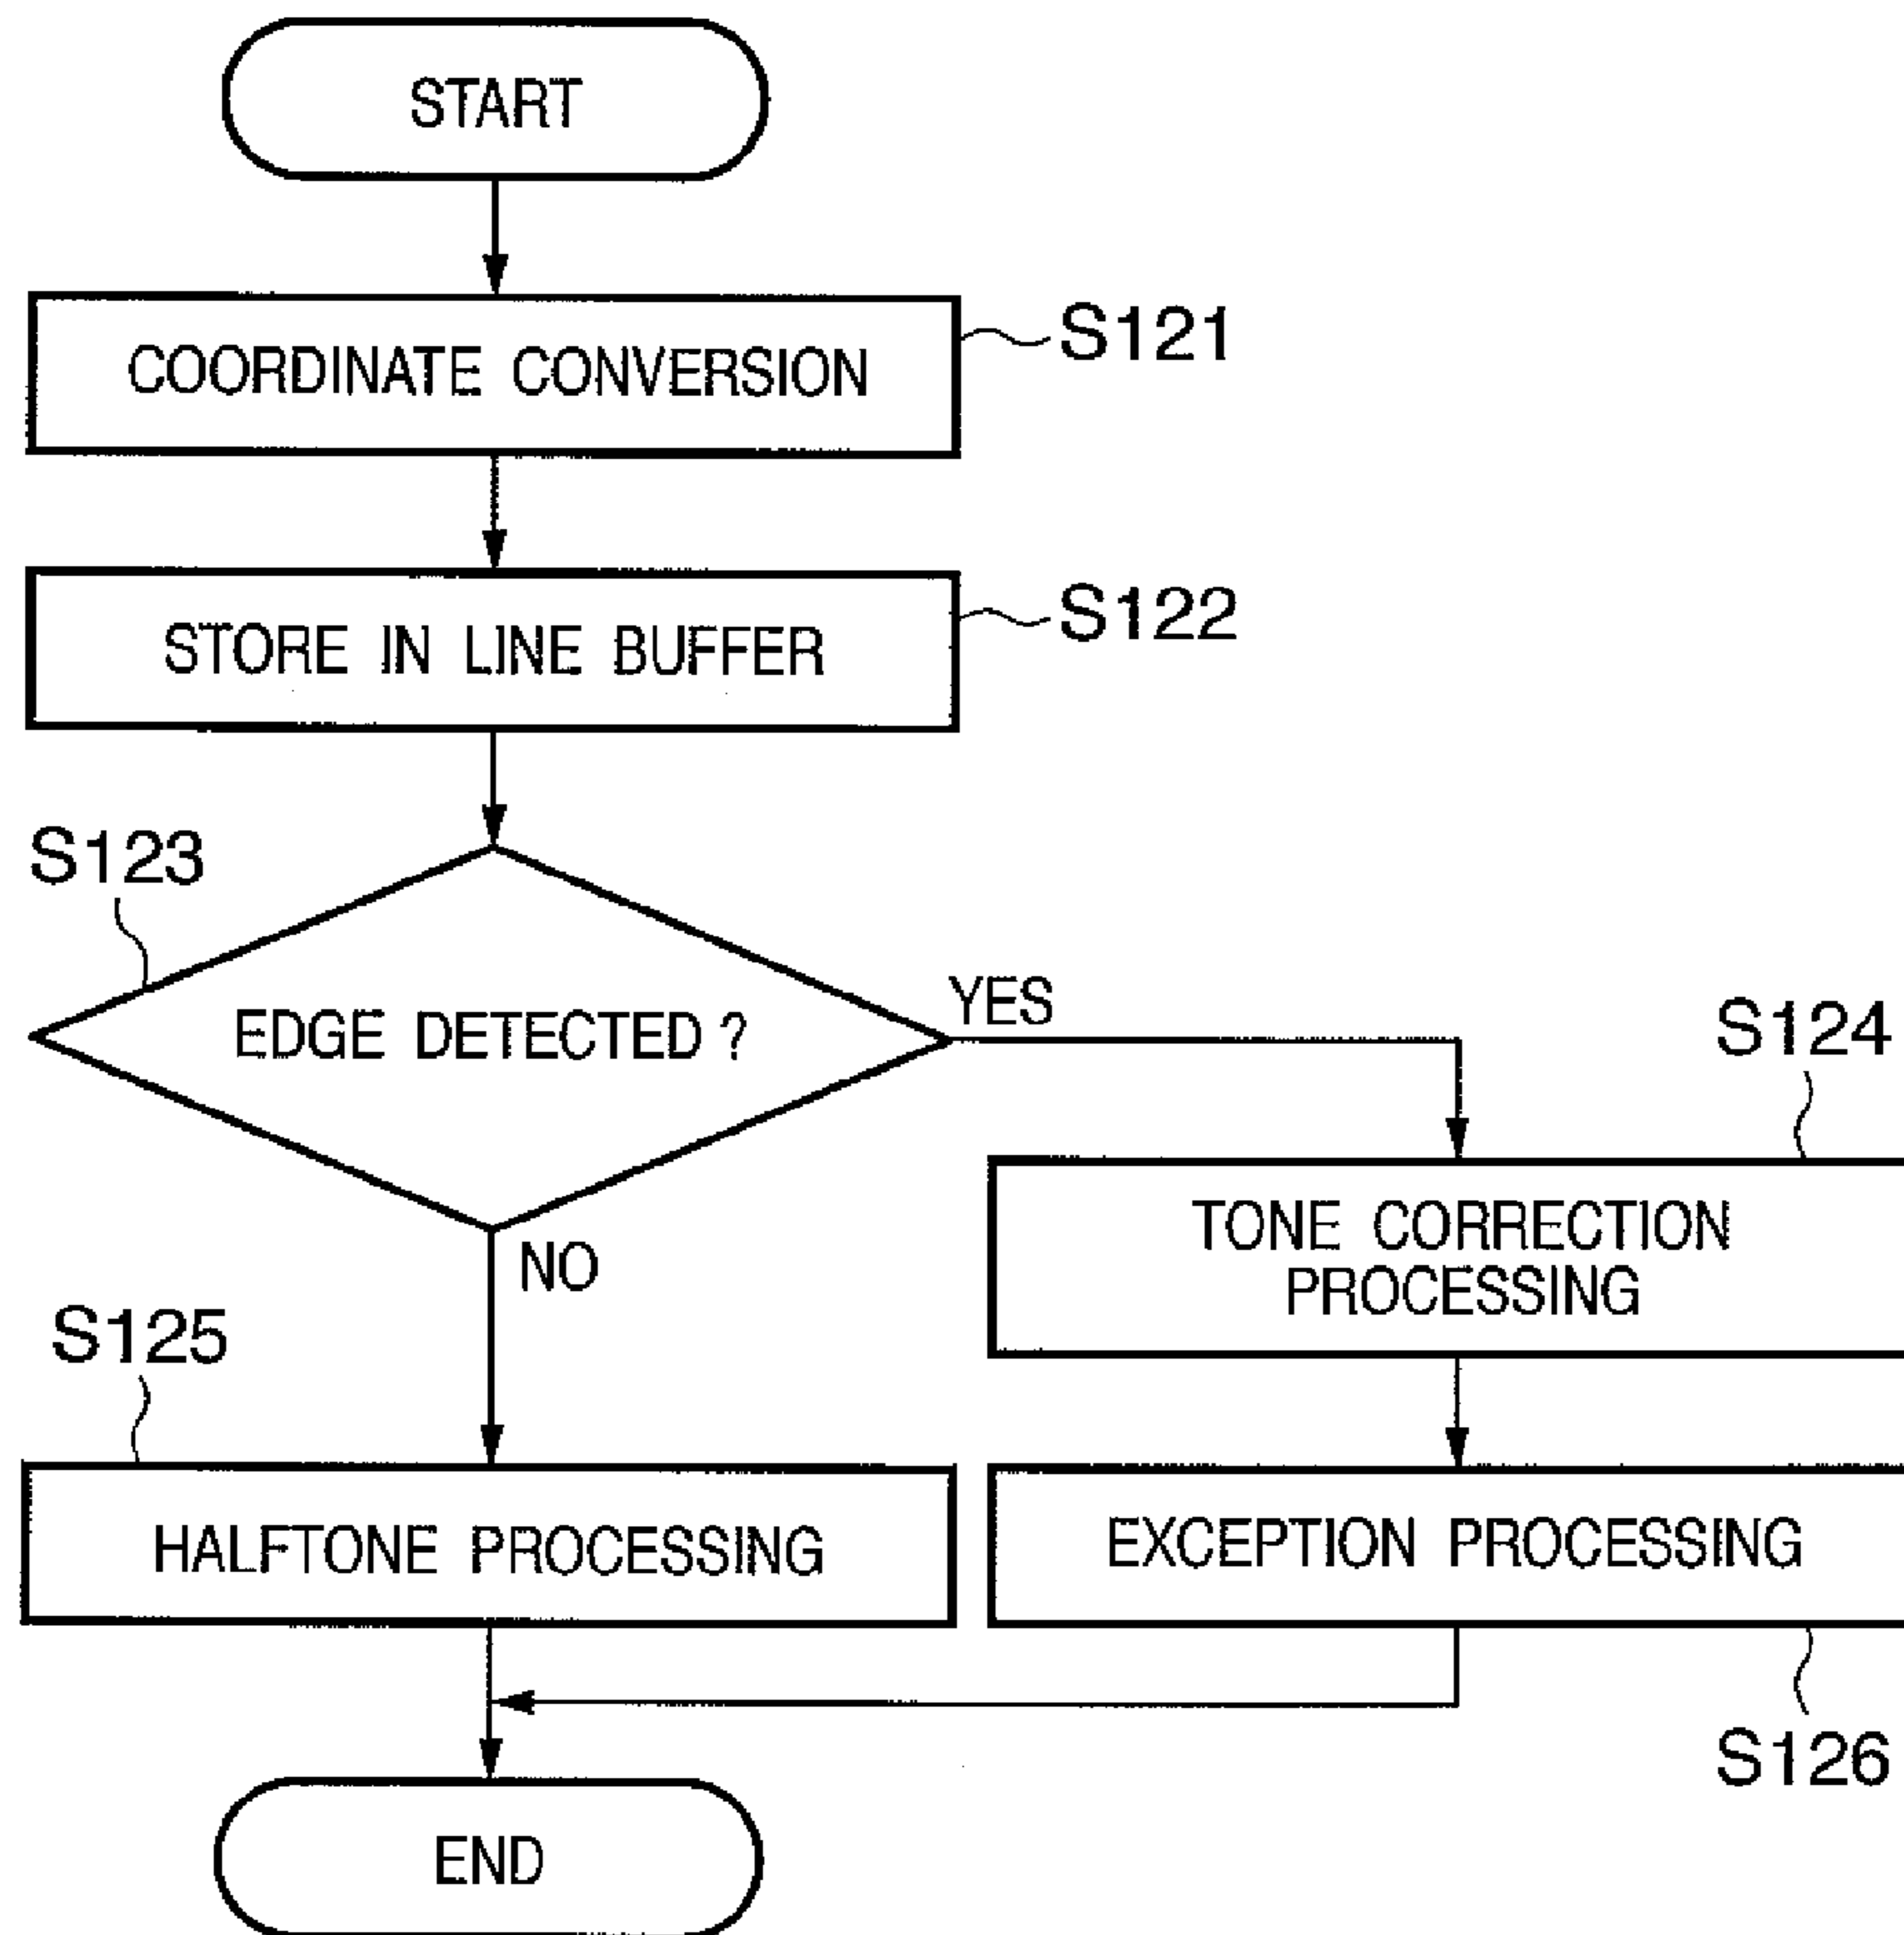 START
COORDINATE CONVERSION
S121
STORE IN LINE BUFFER
S122
S123
EDGE DETECTED ?
YES
NO
S124
TONE CORRECTION
PROCESSING
S125
HALFTONE PROCESSING
EXCEPTION PROCESSING
S126
END